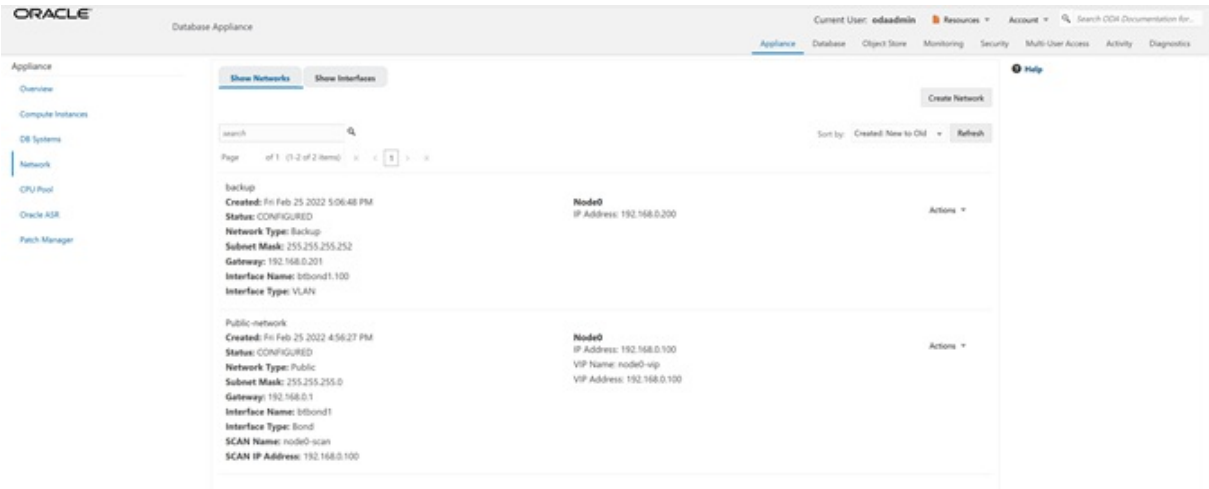 ORACLE
Database Appliance
Current User: odaadmin
Resources
Account
Search ODA Documentation for...
Appliance Database Object Store Monitoring Security Multi-User Access Activity Diagnostics
Appliance
Overview
Compute Instances
DB Systems
Network
CPU Pool
Oracle ASR
Patch Manager
Show Networks
Show Interfaces
Help
Create Network
search
Sort by: Created: New to Old
Refresh
Page of 1 (1-2 of 2 items) 1
backup
Created: Fri Feb 25 2022 5:06:48 PM
Status: CONFIGURED
Network Type: Backup
Subnet Mask: 255.255.255.252
Gateway: 192.168.0.201
Interface Name: btbond1.100
Interface Type: VLAN
Node0
IP Address: 192.168.0.200
Actions
Public-network
Created: Fri Feb 25 2022 4:56:27 PM
Status: CONFIGURED
Network Type: Public
Subnet Mask: 255.255.255.0
Gateway: 192.168.0.1
Interface Name: btbond1
Interface Type: Bond
SCAN Name: node0-scan
SCAN IP Address: 192.168.0.100
Node0
IP Address: 192.168.0.100
VIP Name: node0-vip
VIP Address: 192.168.0.100
Actions